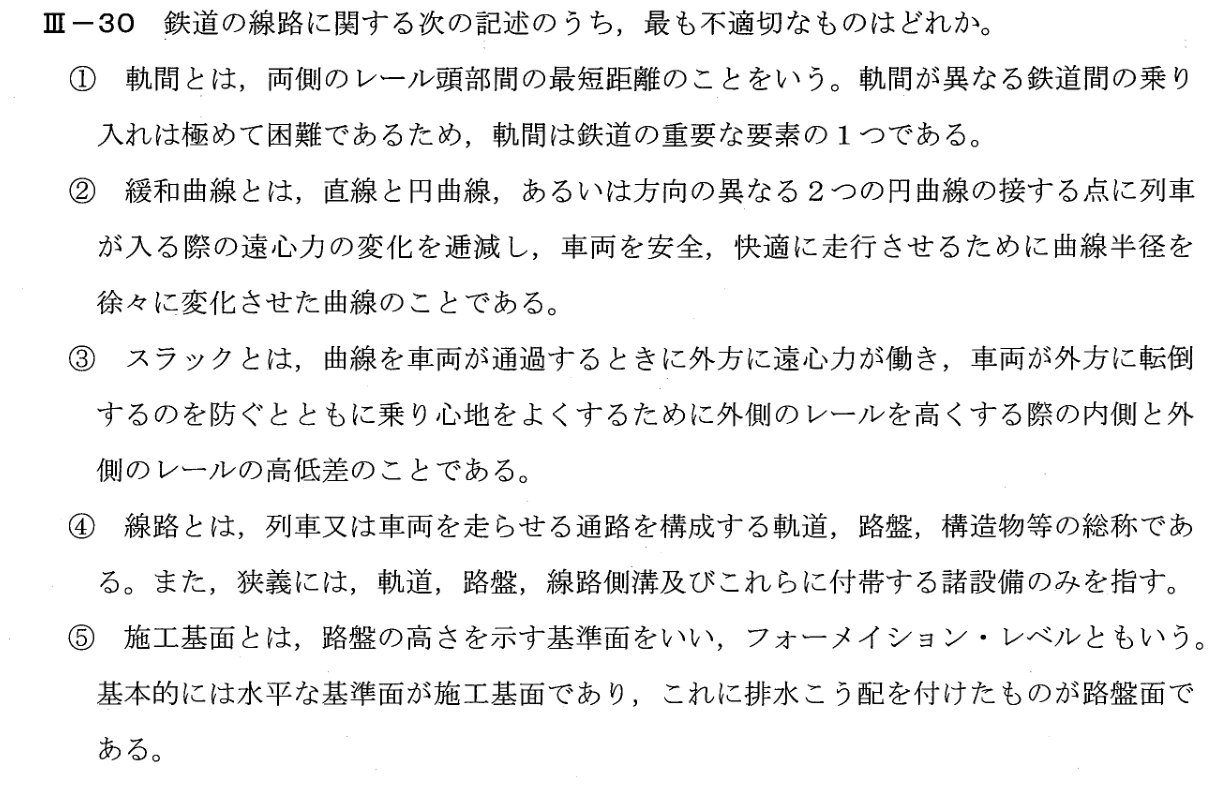 Ⅲ－30　鉄道の線路に関する次の記述のうち，最も不適切なものはどれか。
①　軌間とは，両側のレール頭部間の最短距離のことをいう。軌間が異なる鉄道間の乗り
入れは極めて困難であるため，軌間は鉄道の重要な要素の１つである。
②　緩和曲線とは，直線と円曲線，あるいは方向の異なる２つの円曲線の接する点に列車
が入る際の遠心力の変化を逓減し，車両を安全，快適に走行させるために曲線半径を
徐々に変化させた曲線のことである。
③　スラックとは，曲線を車両が通過するときに外方に遠心力が働き，車両が外方に転倒
するのを防ぐとともに乗り心地をよくするために外側のレールを高くする際の内側と外
側のレールの高低差のことである。
④　線路とは，列車又は車両を走らせる通路を構成する軌道，路盤，構造物等の総称であ
る。また，狭義には，軌道，路盤，線路側溝及びこれらに付帯する諸設備のみを指す。
⑤　施工基面とは，路盤の高さを示す基準面をいい，フォーメイション・レベルともいう。
基本的には水平な基準面が施工基面であり，これに排水こう配を付けたものが路盤面で
ある。